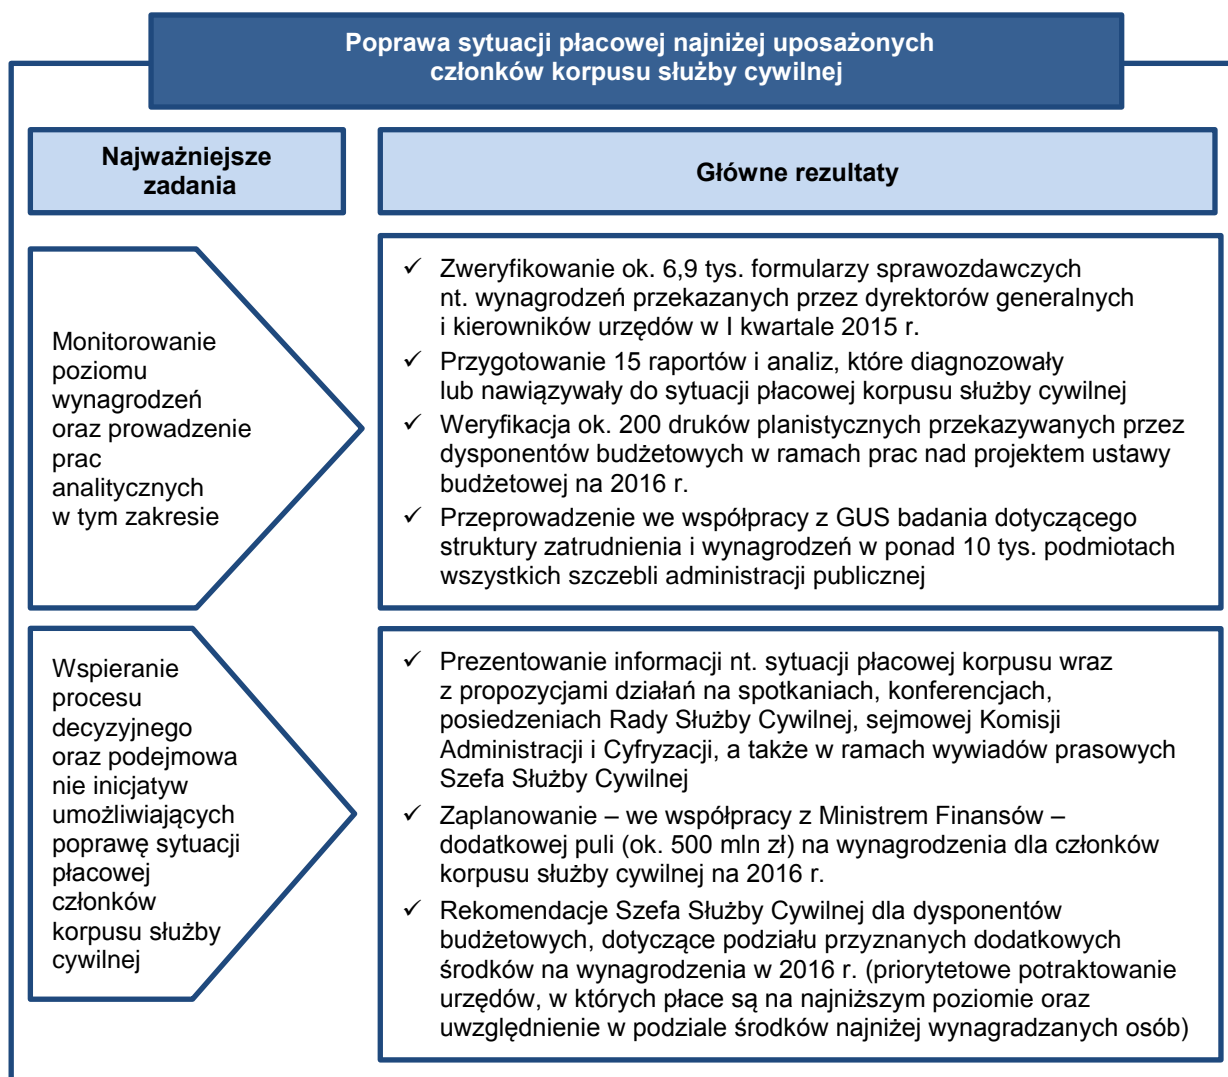 Poprawa sytuacji płacowej najniżej uposażonych
członków korpusu służby cywilnej
Najważniejsze
zadania
Główne rezultaty
Monitorowanie
poziomu
wynagrodzeń
oraz prowadzenie
prac
analitycznych
w tym zakresie
✓ Zweryfikowanie ok. 6,9 tys. formularzy sprawozdawczych
nt. wynagrodzeń przekazanych przez dyrektorów generalnych
i kierowników urzędów w I kwartale 2015 r.
✓ Przygotowanie 15 raportów i analiz, które diagnozowały
lub nawiązywały do sytuacji płacowej korpusu służby cywilnej
✓ Weryfikacja ok. 200 druków planistycznych przekazywanych przez
dysponentów budżetowych w ramach prac nad projektem ustawy
budżetowej na 2016 r.
✓ Przeprowadzenie we współpracy z GUS badania dotyczącego
struktury zatrudnienia i wynagrodzeń w ponad 10 tys. podmiotach
wszystkich szczebli administracji publicznej
Wspieranie
procesu
decyzyjnego
oraz podejmowa
nie inicjatyw
umożliwiających
poprawę sytuacji
płacowej
członków
korpusu służby
cywilnej
✓ Prezentowanie informacji nt. sytuacji płacowej korpusu wraz
z propozycjami działań na spotkaniach, konferencjach,
posiedzeniach Rady Służby Cywilnej, sejmowej Komisji
Administracji i Cyfryzacji, a także w ramach wywiadów prasowych
Szefa Służby Cywilnej
✓ Zaplanowanie – we współpracy z Ministrem Finansów –
dodatkowej puli (ok. 500 mln zł) na wynagrodzenia dla członków
korpusu służby cywilnej na 2016 r.
✓ Rekomendacje Szefa Służby Cywilnej dla dysponentów
budżetowych, dotyczące podziału przyznanych dodatkowych
środków na wynagrodzenia w 2016 r. (priorytetowe potraktowanie
urzędów, w których płace są na najniższym poziomie oraz
uwzględnienie w podziale środków najniżej wynagradzanych osób)